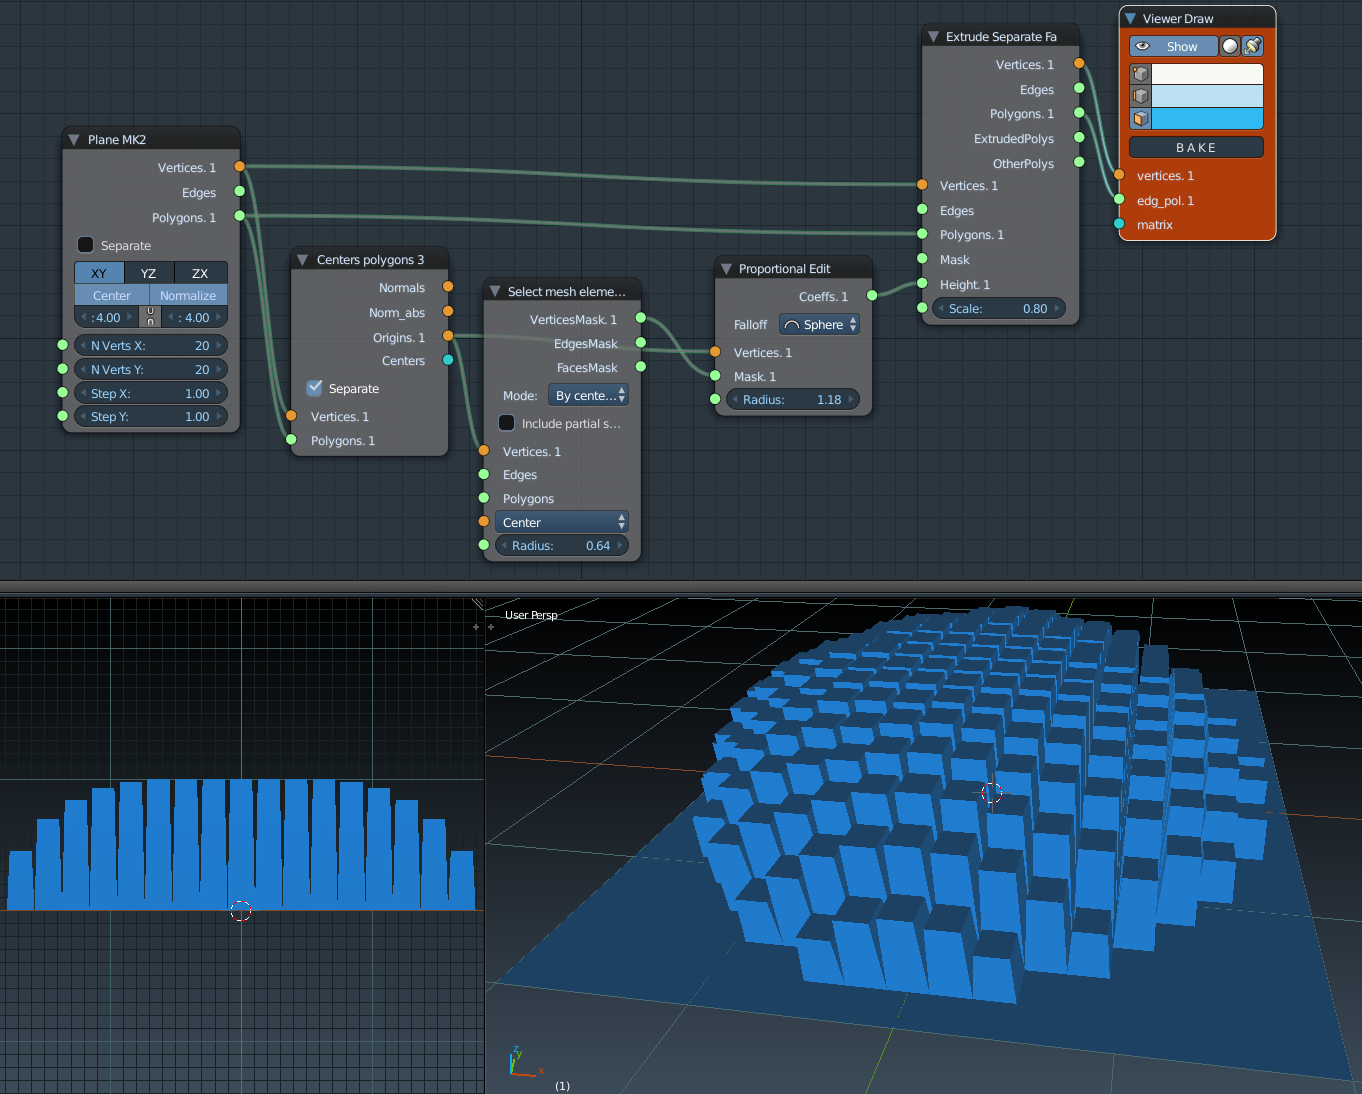 Plane MK2
Vertices. 1
Edges
Polygons. 1
Separate
XY YZ ZX
Center Normalize
:4.00 : 4.00
N Verts X: 20
N Verts Y: 20
Step X: 1.00
Step Y: 1.00
Centers polygons 3
Normals
Norm_abs
Origins. 1
Centers
Separate
Vertices. 1
Polygons. 1
Select mesh eleme...
VerticesMask. 1
EdgesMask
FacesMask
Mode: By cente...
Include partial s...
Vertices. 1
Edges
Polygons
Center
Radius: 0.64
Proportional Edit
Coeffs. 1
Falloff Sphere
Vertices. 1
Mask. 1
Radius: 1.18
Extrude Separate Fa
Vertices. 1
Edges
Polygons. 1
ExtrudedPolys
OtherPolys
Vertices. 1
Edges
Polygons. 1
Mask
Height. 1
Scale: 0.80
Viewer Draw
Show
BAKE
vertices. 1
edg_pol. 1
matrix
User Persp
z
y
x
(1)